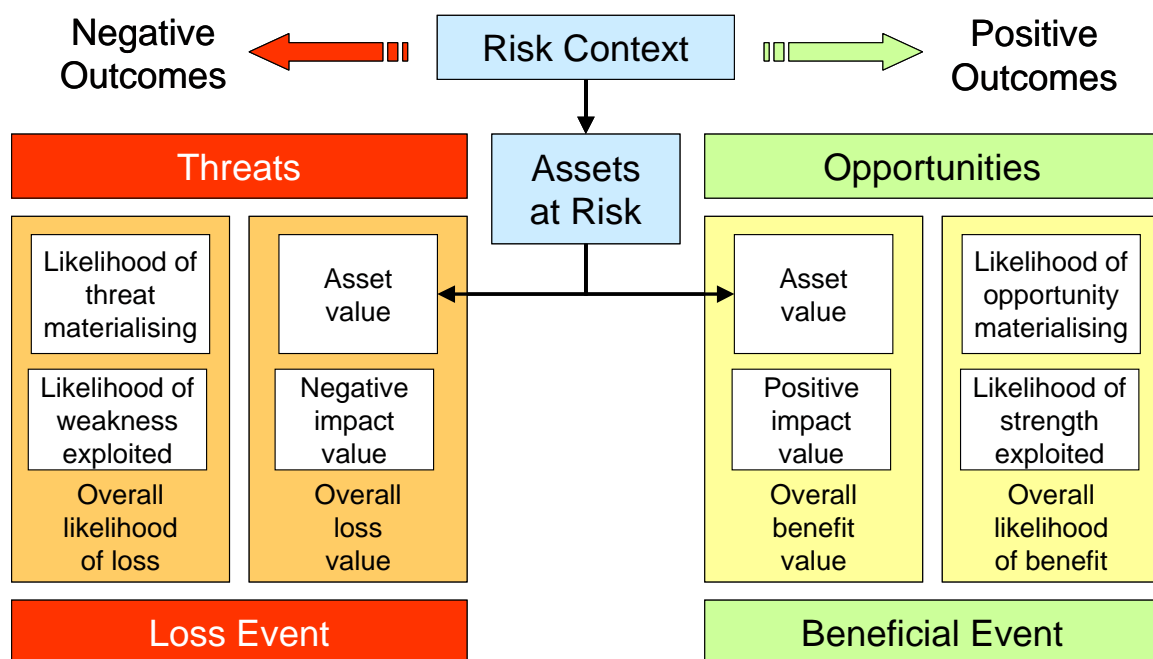 Negative
Outcomes
Risk Context
Positive
Outcomes
Threats
Assets
at Risk
Opportunities
Likelihood of
threat
materialising
Asset
value
Asset
value
Likelihood of
opportunity
materialising
Likelihood of
weakness
exploited
Negative
impact
value
Positive
impact
value
Likelihood of
strength
exploited
Overall
likelihood
of loss
Overall
loss
value
Overall
benefit
value
Overall
likelihood
of benefit
Loss Event
Beneficial Event